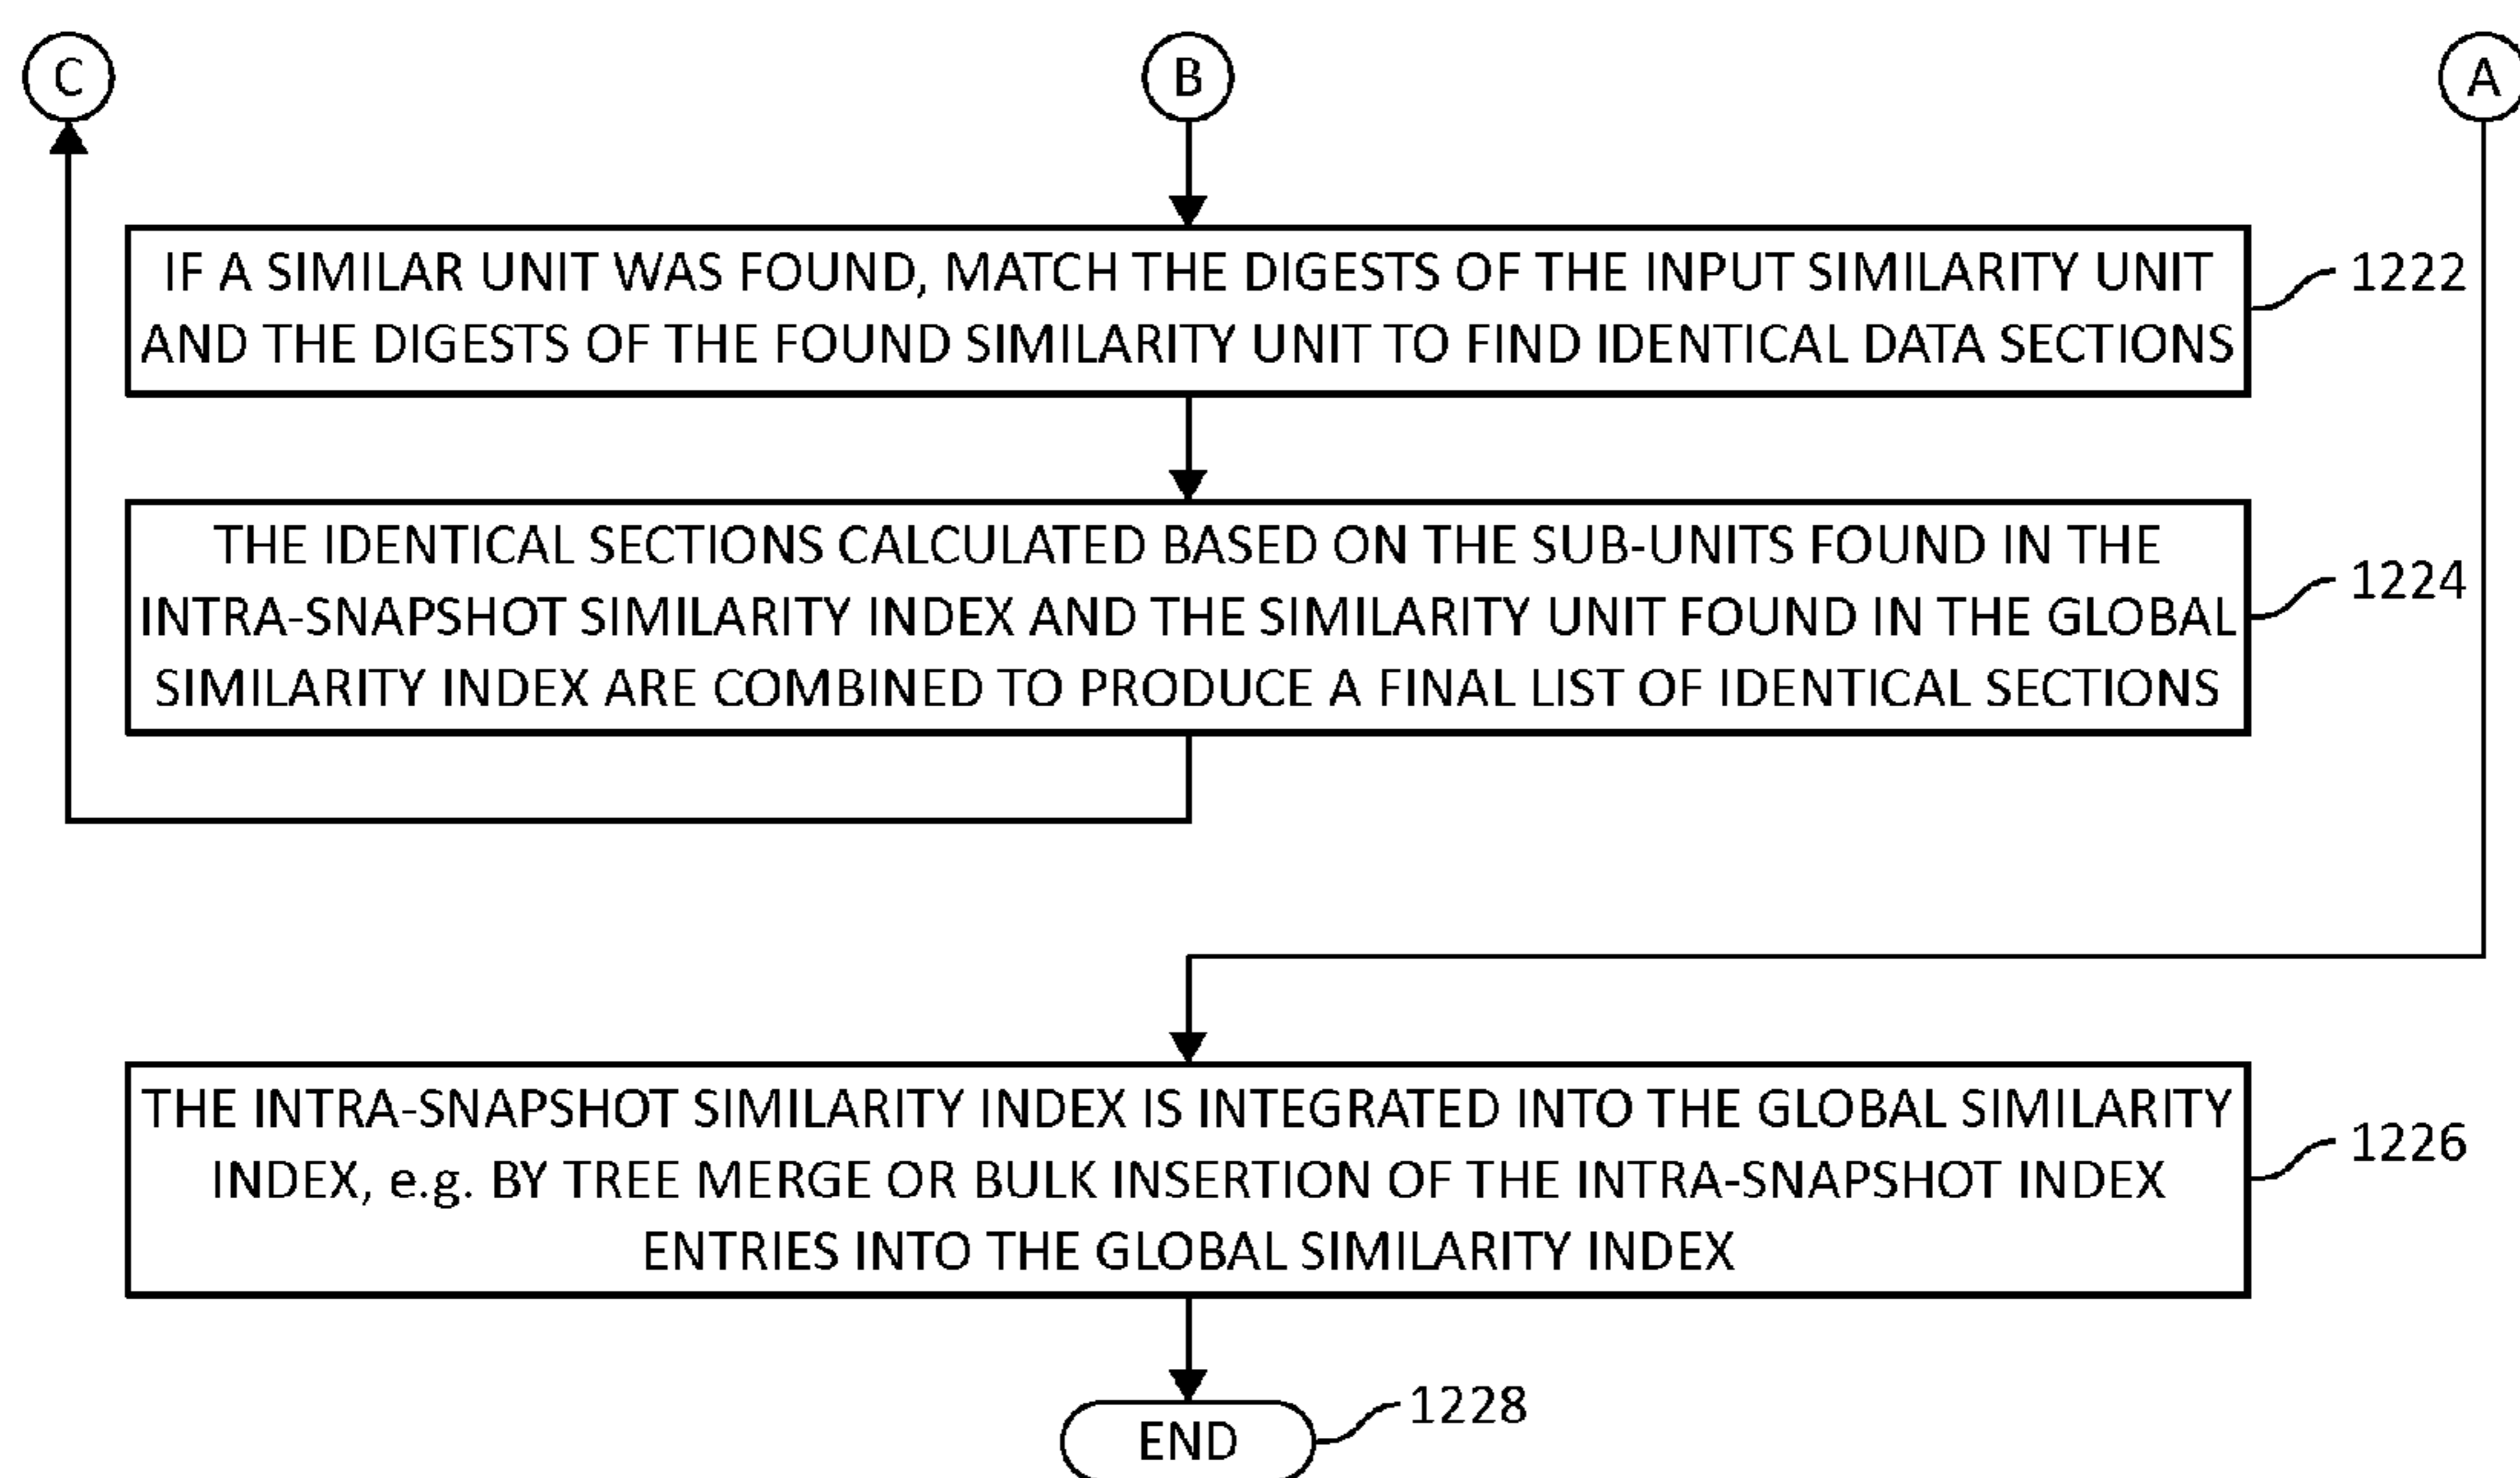 C
B
A
IF A SIMILAR UNIT WAS FOUND, MATCH THE DIGESTS OF THE INPUT SIMILARITY UNIT
AND THE DIGESTS OF THE FOUND SIMILARITY UNIT TO FIND IDENTICAL DATA SECTIONS
1222
THE IDENTICAL SECTIONS CALCULATED BASED ON THE SUB-UNITS FOUND IN THE
INTRA-SNAPSHOT SIMILARITY INDEX AND THE SIMILARITY UNIT FOUND IN THE GLOBAL
SIMILARITY INDEX ARE COMBINED TO PRODUCE A FINAL LIST OF IDENTICAL SECTIONS
1224
THE INTRA-SNAPSHOT SIMILARITY INDEX IS INTEGRATED INTO THE GLOBAL SIMILARITY
INDEX, e.g. BY TREE MERGE OR BULK INSERTION OF THE INTRA-SNAPSHOT INDEX
ENTRIES INTO THE GLOBAL SIMILARITY INDEX
1226
END
1228